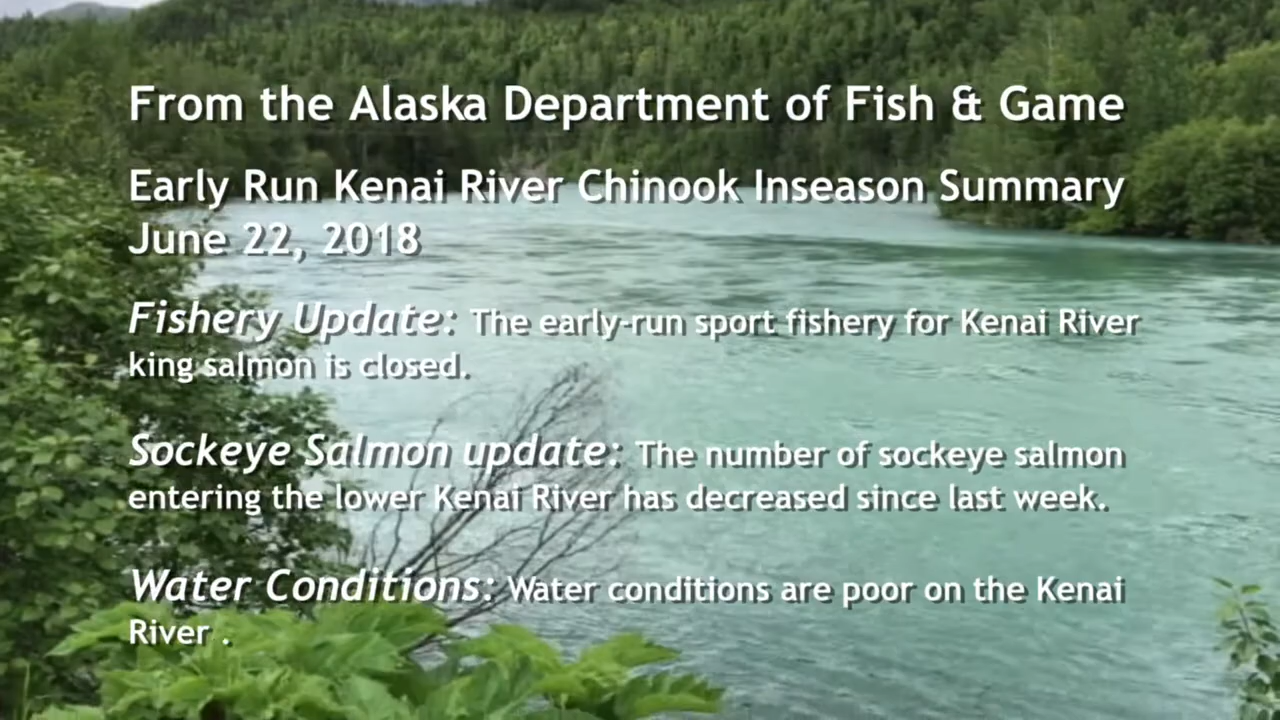 From the Alaska Department of Fish & Game
Early Run Kenai River Chinook Inseason Summary
June 22, 2018
Fishery Update: The early-run sport fishery for Kenai River
king salmon is closed.
Sockeye Salmon update: The number of sockeye salmon
entering the lower Kenai River has decreased since last week.
Water Conditions: Water conditions are poor on the Kenai
River .